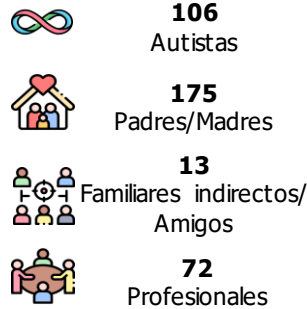 106
Autistas
175
Padres/Madres
13
Familiares indirectos/
Amigos
72
Profesionales